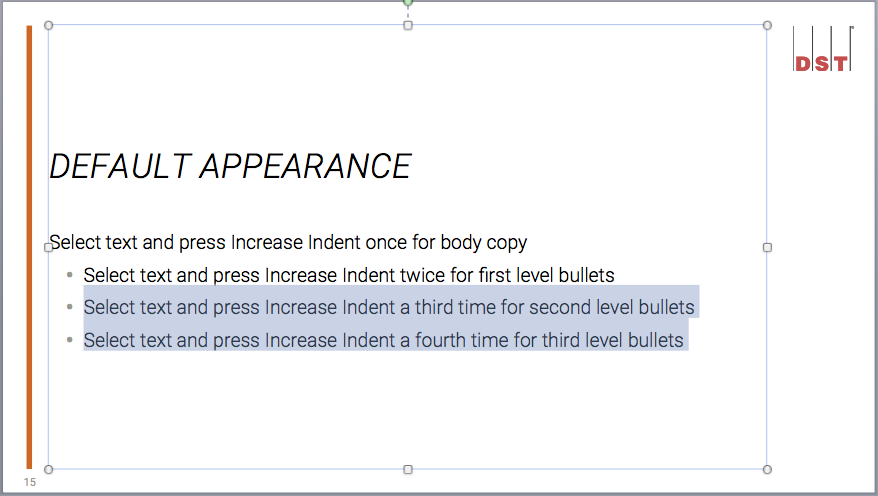 DST
DEFAULT APPEARANCE
Select text and press Increase Indent once for body copy
• Select text and press Increase Indent twice for first level bullets
• Select text and press Increase Indent a third time for second level bullets
• Select text and press Increase Indent a fourth time for third level bullets
15